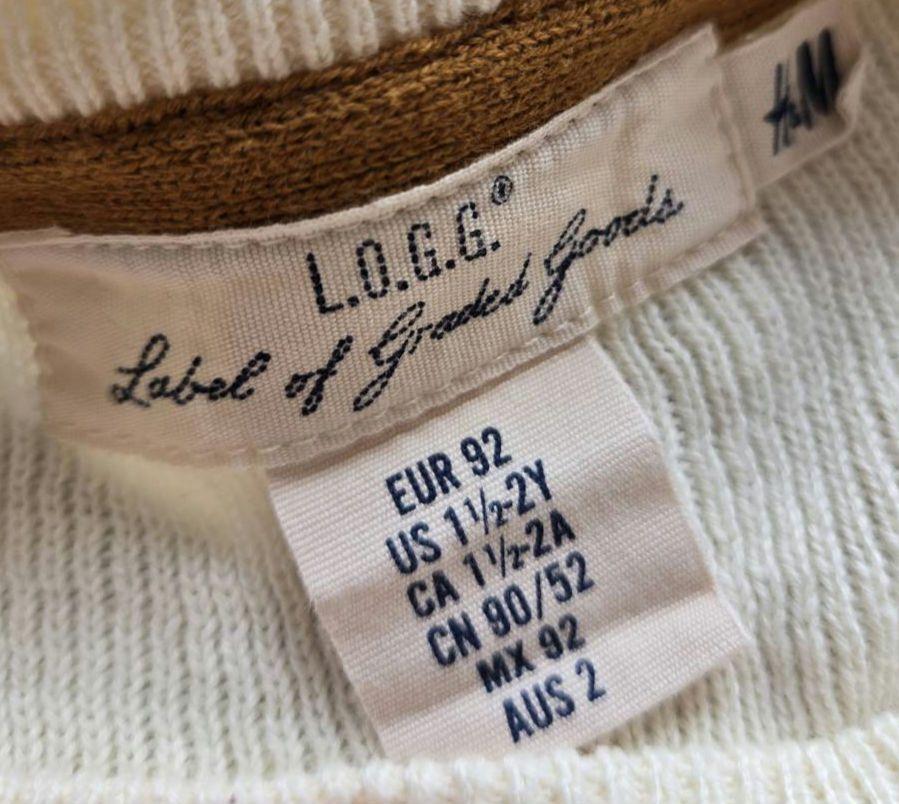 H&M
L.O.G.G.®
Label of Graded Goods
EUR 92
US 1½-2Y
CA 1½-2A
CN 90/52
MX 92
AUS 2